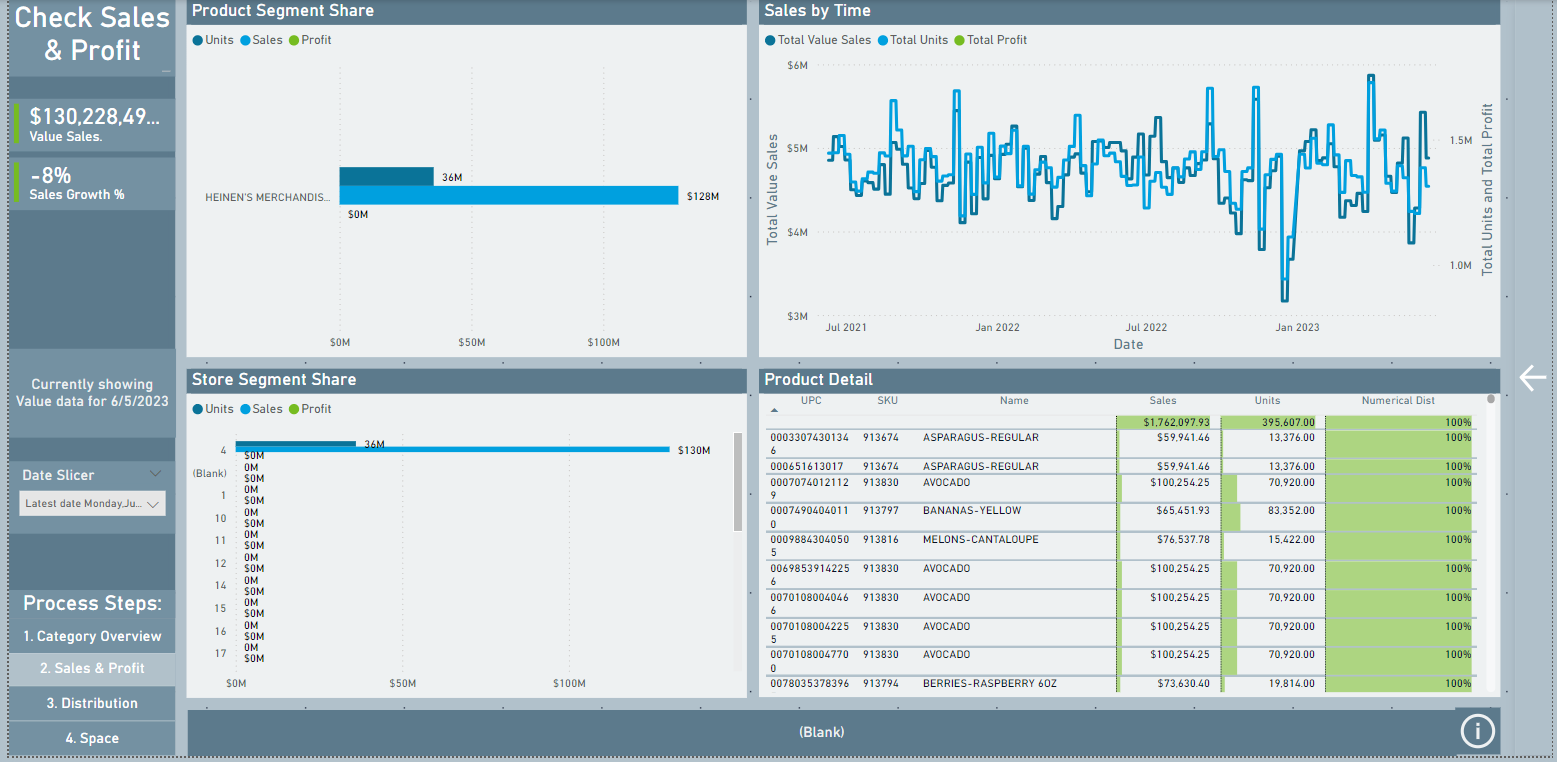 Check Sales
& Profit
$130,228,49...
Value Sales.
-8%
Sales Growth %
Currently showing
Value data for 6/5/2023
Date Slicer
Latest date Monday,Ju...
Process Steps:
1. Category Overview
2. Sales & Profit
3. Distribution
4. Space
Product Segment Share
Units Sales Profit
36M
HEINEN'S MERCHANDIS...
$128M
$0M
$0M $50M $100M
Sales by Time
Total Value Sales Total Units Total Profit
Total Value Sales
$6M
$5M
$4M
$3M
1.5M
1.0M
Total Units and Total Profit
Jul 2021 Jan 2022 Jul 2022 Jan 2023
Date
Store Segment Share
Units Sales Profit
36M
4 $130M
$0M
0M
(Blank)
$0M
0M
1
$0M
0M
10
$0M
0M
11
$0M
0M
12
$0M
0M
14
$0M
0M
15
$0M
0M
16
$0M
0M
17
$0M
$0M $50M $100M
Product Detail
UPC SKU Name Sales Units Numerical Dist
$1,762,097.93 395,607.00 100%
0003307430134 913674 ASPARAGUS-REGULAR $59,941.46 13,376.00 100%
6
000651613017 913674 ASPARAGUS-REGULAR $59,941.46 13,376.00 100%
0007074012112 913830 AVOCADO $100,254.25 70,920.00 100%
9
0007490404011 913797 BANANAS-YELLOW $65,451.93 83,352.00 100%
0
0009884304050 913816 MELONS-CANTALOUPE $76,537.78 15,422.00 100%
5
0069853914225 913830 AVOCADO $100,254.25 70,920.00 100%
6
0070108004046 913830 AVOCADO $100,254.25 70,920.00 100%
6
0070108004225 913830 AVOCADO $100,254.25 70,920.00 100%
5
0070108004770 913830 AVOCADO $100,254.25 70,920.00 100%
0
0078035378396 913794 BERRIES-RASPBERRY 6OZ $73,630.40 19,814.00 100%
(Blank)
i